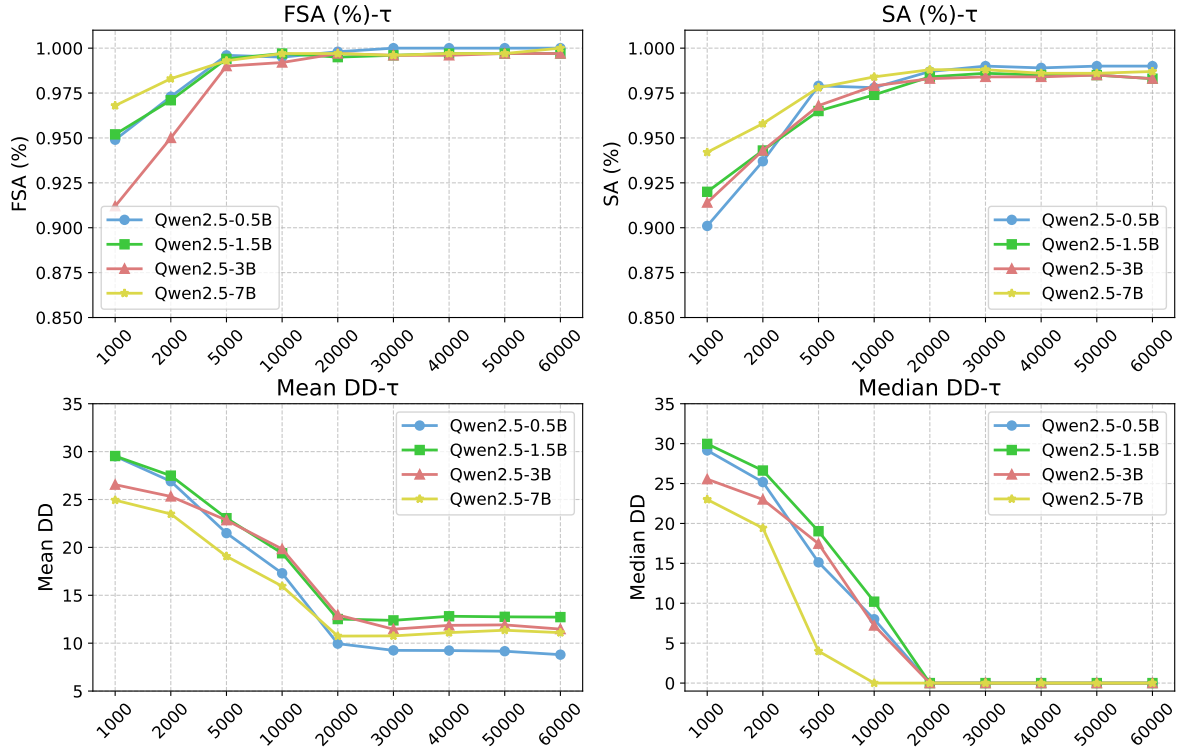 FSA (%)-τ
FSA (%)
1.000
0.975
0.950
0.925
0.900
0.875
0.850
Qwen2.5-0.5B
Qwen2.5-1.5B
Qwen2.5-3B
Qwen2.5-7B
1000 2000 5000 10000 20000 30000 40000 50000 60000
SA (%)-τ
SA (%)
1.000
0.975
0.950
0.925
0.900
0.875
0.850
Qwen2.5-0.5B
Qwen2.5-1.5B
Qwen2.5-3B
Qwen2.5-7B
1000 2000 5000 10000 20000 30000 40000 50000 60000
Mean DD-τ
Mean DD
35
30
25
20
15
10
5
Qwen2.5-0.5B
Qwen2.5-1.5B
Qwen2.5-3B
Qwen2.5-7B
1000 2000 5000 10000 20000 30000 40000 50000 60000
Median DD-τ
Median DD
35
30
25
20
15
10
5
0
Qwen2.5-0.5B
Qwen2.5-1.5B
Qwen2.5-3B
Qwen2.5-7B
1000 2000 5000 10000 20000 30000 40000 50000 60000